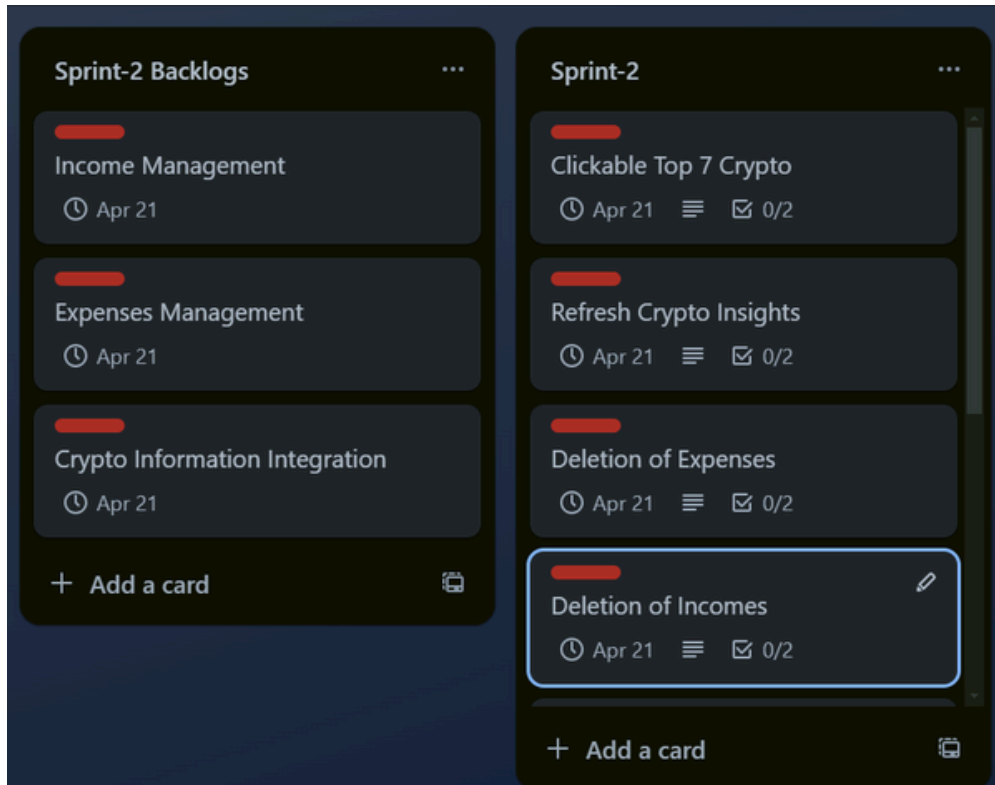 Sprint-2 Backlogs
Income Management
Apr 21
Expenses Management
Apr 21
Crypto Information Integration
Apr 21
+ Add a card
Sprint-2
Clickable Top 7 Crypto
Apr 21 0/2
Refresh Crypto Insights
Apr 21 0/2
Deletion of Expenses
Apr 21 0/2
Deletion of Incomes
Apr 21 0/2
+ Add a card